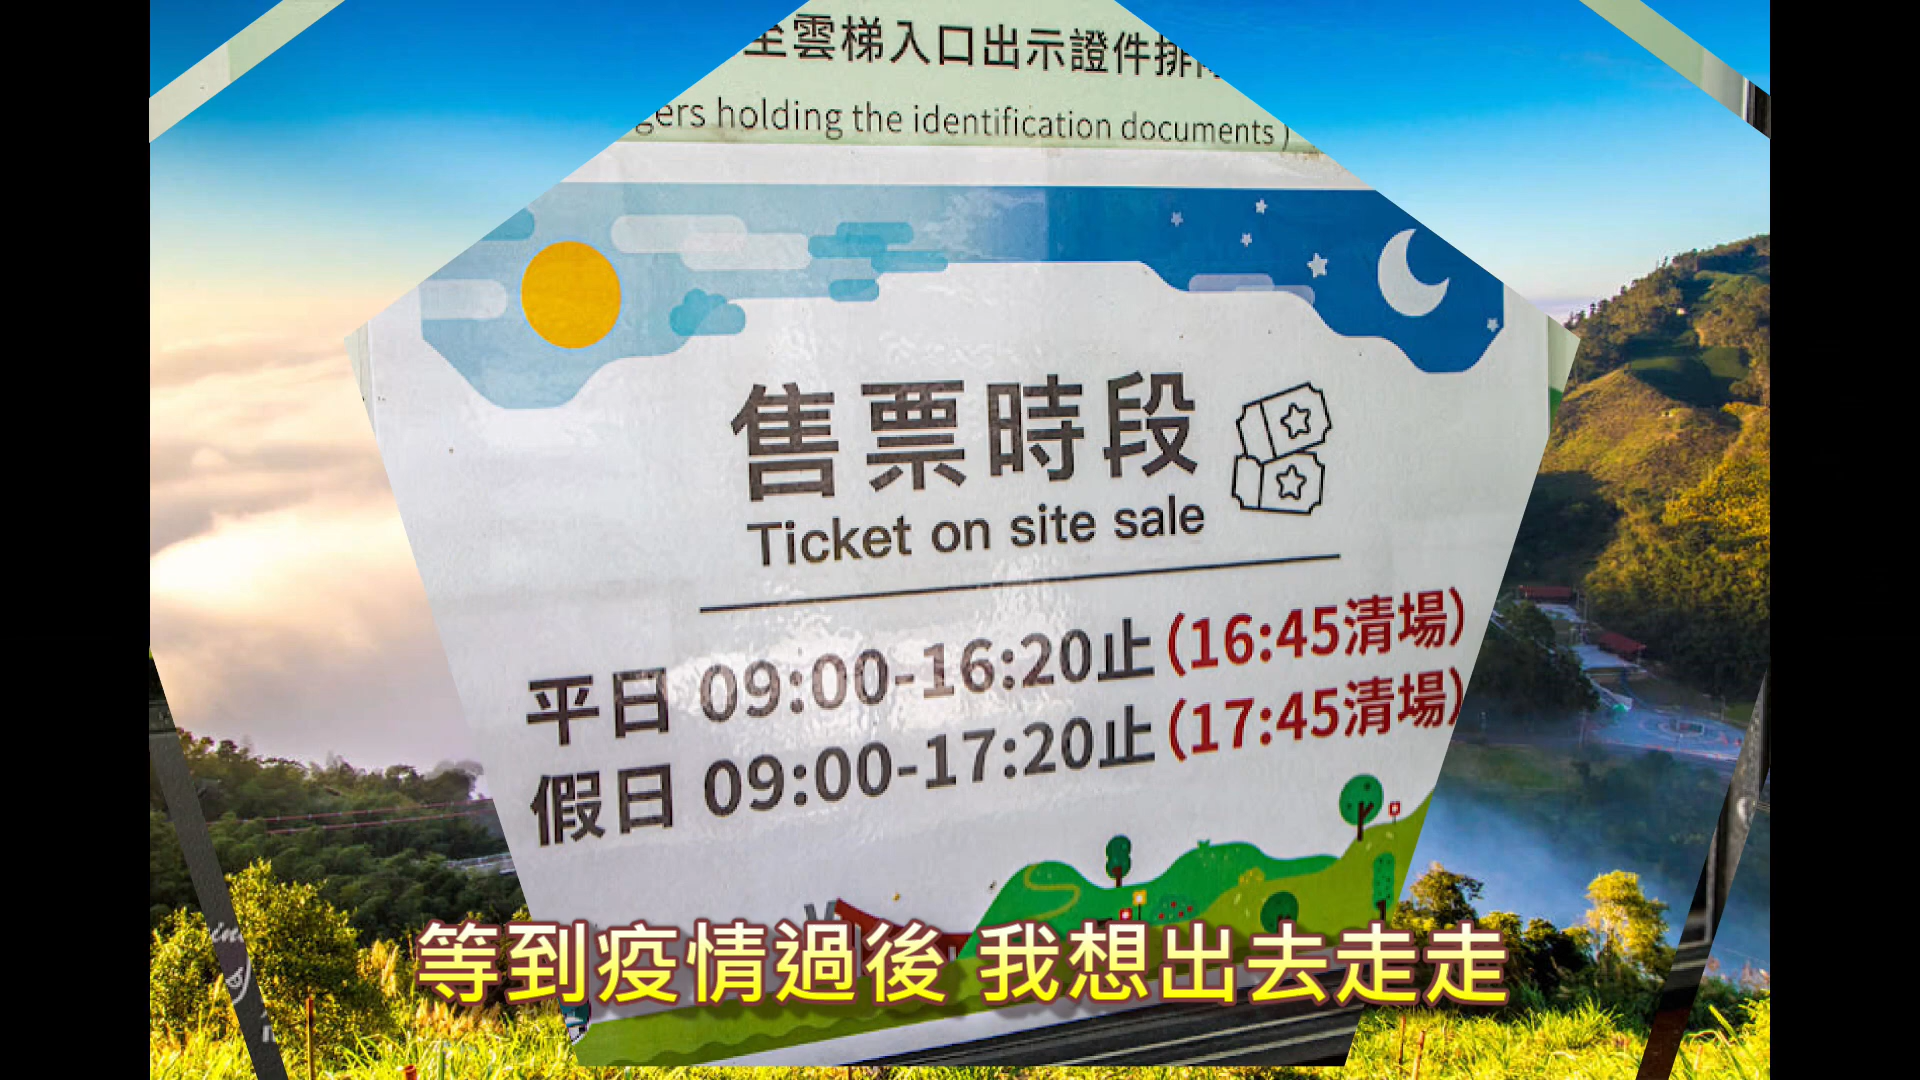 至雲梯入口出示證件排
gers holding the identification documents )
售票時段
Ticket on site sale
平日 09:00-16:20止(16:45清場)
假日 09:00-17:20止(17:45清場)
等到疫情過後 我想出去走走